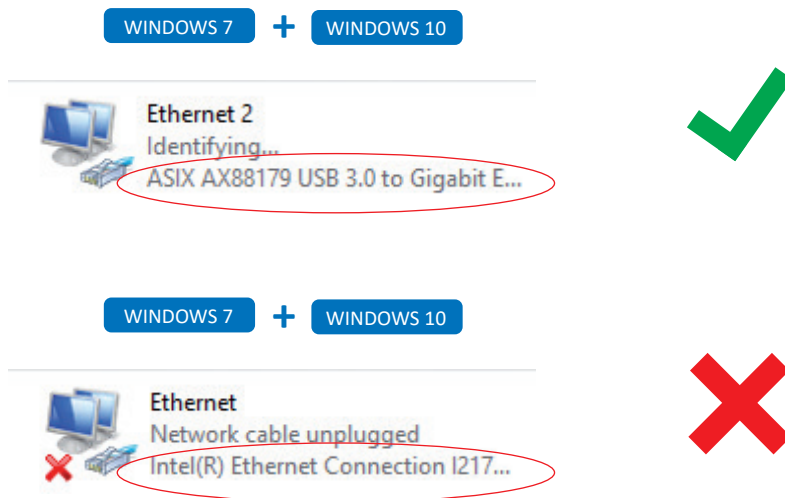 WINDOWS 7 + WINDOWS 10
Ethernet 2
Identifying...
ASIX AX88179 USB 3.0 to Gigabit E...
WINDOWS 7 + WINDOWS 10
Ethernet
Network cable unplugged
Intel(R) Ethernet Connection I217...